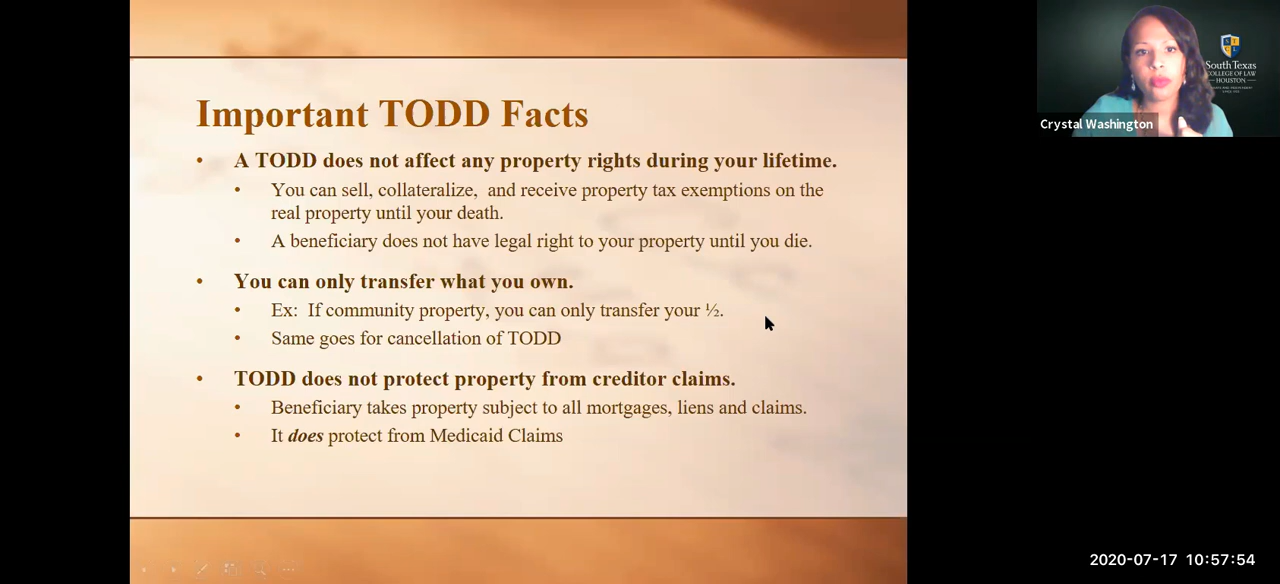 Important TODD Facts
• A TODD does not affect any property rights during your lifetime.
• You can sell, collateralize, and receive property tax exemptions on the
real property until your death.
• A beneficiary does not have legal right to your property until you die.
• You can only transfer what you own.
• Ex: If community property, you can only transfer your ½.
• Same goes for cancellation of TODD
• TODD does not protect property from creditor claims.
• Beneficiary takes property subject to all mortgages, liens and claims.
• It does protect from Medicaid Claims
South Texas
COLLEGE OF LAW
HOUSTON
Crystal Washington
2020-07-17 10:57:54